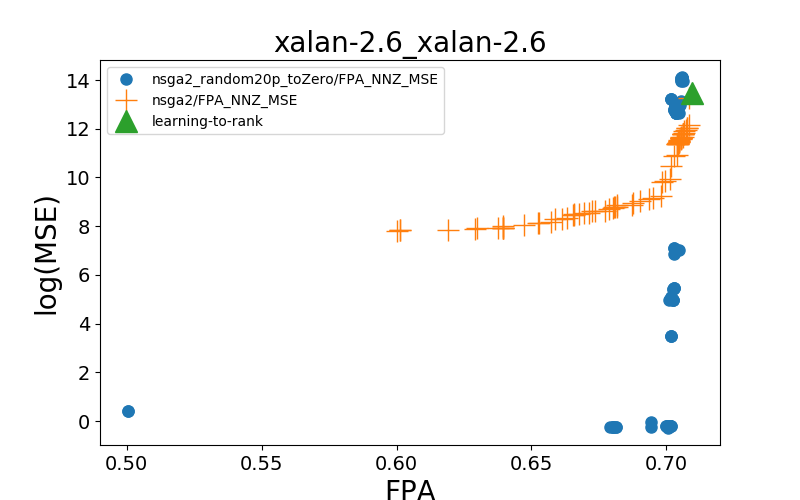 xalan-2.6_xalan-2.6
nsga2_random20p_toZero/FPA_NNZ_MSE
nsga2/FPA_NNZ_MSE
learning-to-rank
log(MSE)
14
12
10
8
6
4
2
0
0.50 0.55 0.60 0.65 0.70
FPA